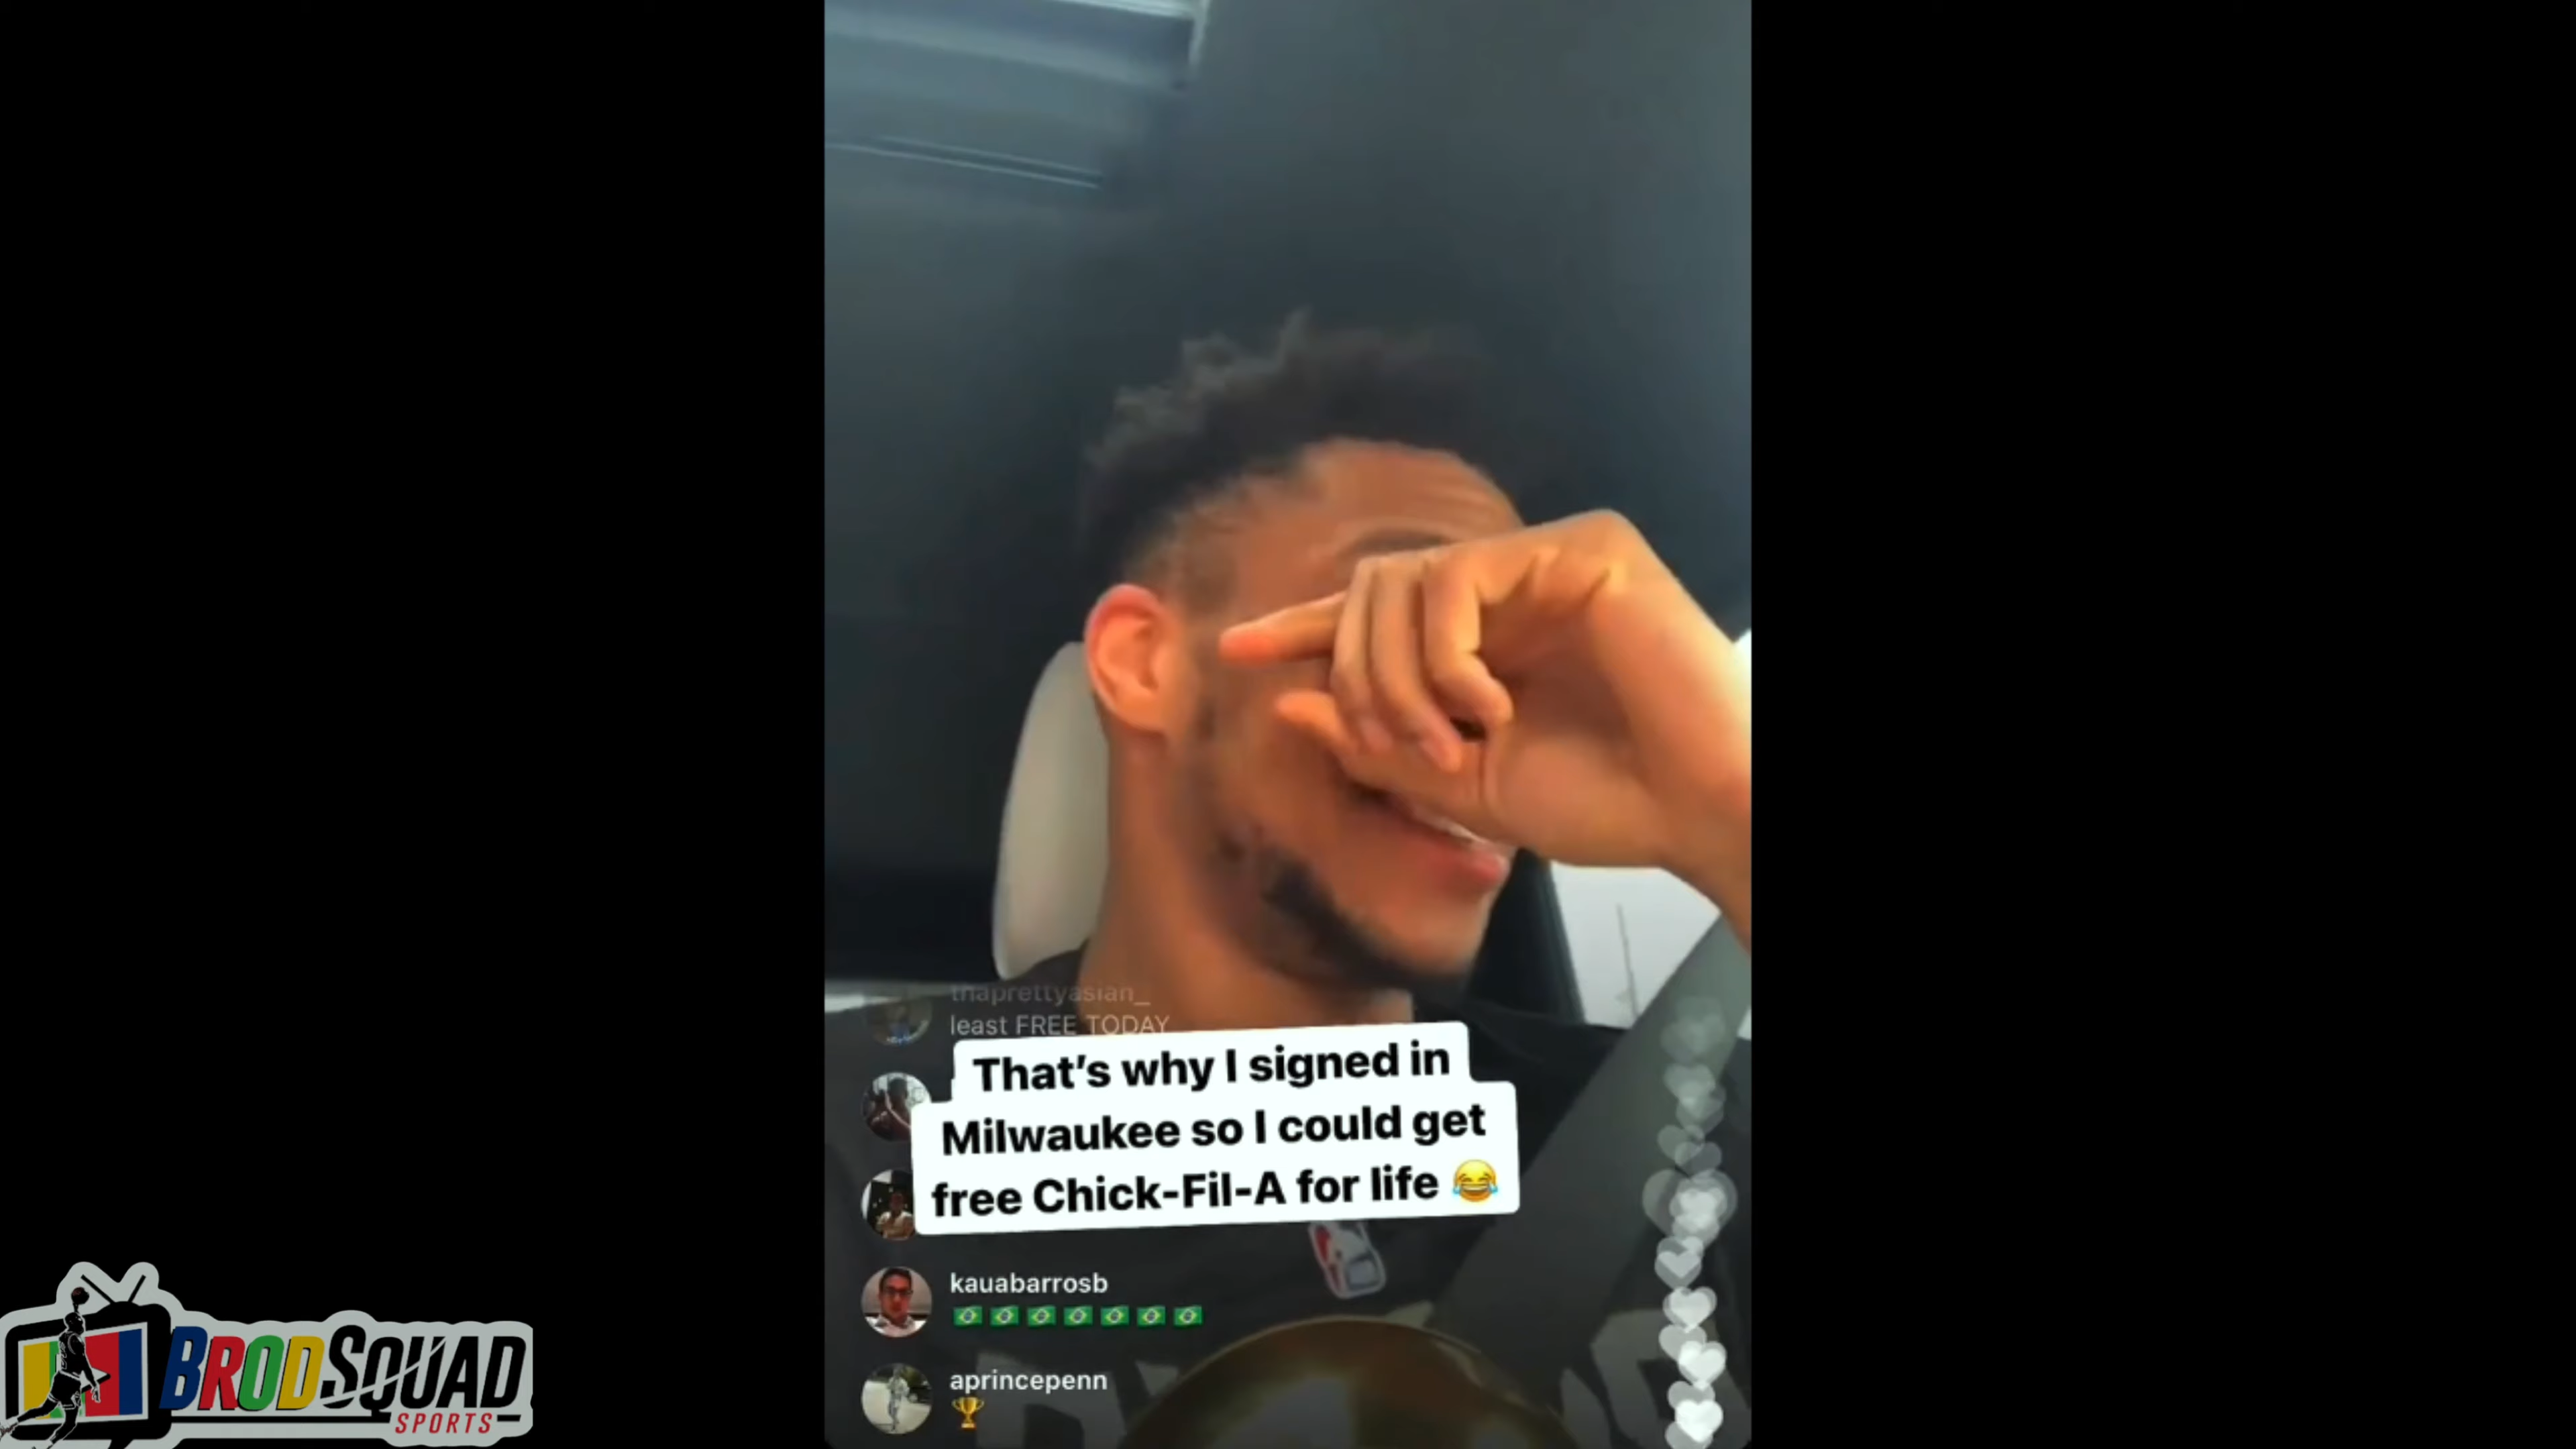 thaprettyasian_
least FREE TODAY
That's why I signed in
Milwaukee so I could get
free Chick-Fil-A for life 😂
kauabarrosb
🇧🇷🇧🇷🇧🇷🇧🇷🇧🇷🇧🇷🇧🇷
aprincepenn
🏆
BRODSQUAD
SPORTS